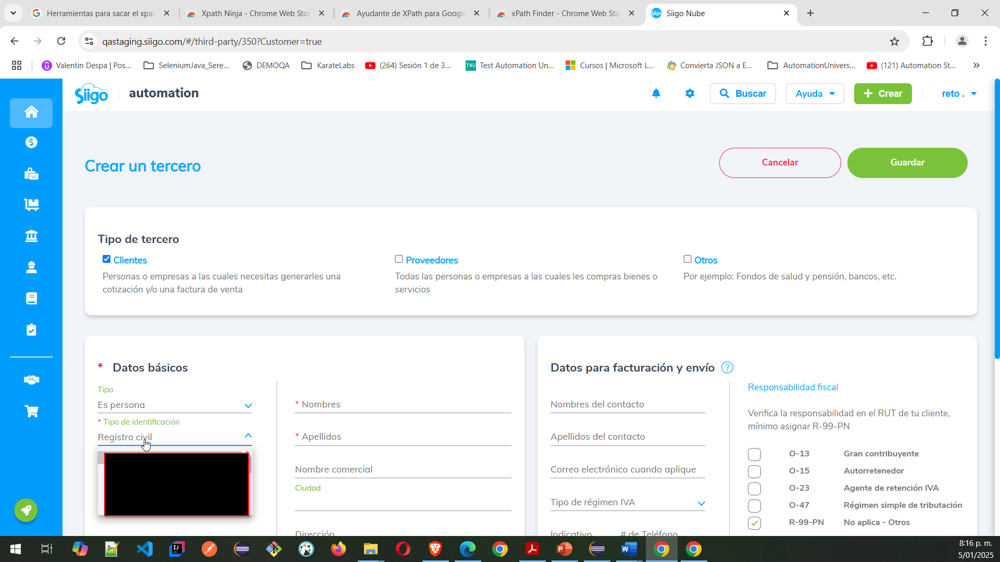 Herramientas para sacar el xpat
Xpath Ninja - Chrome Web Stor
Ayudante de XPath para Google
xPath Finder - Chrome Web Sto
Siigo Nube
qastaging.siigo.com/#/third-party/350?Customer=true
Valentin Despa | Pos...
SeleniumJava_Sere...
DEMOQA
KarateLabs
(264) Sesión 1 de 3...
Test Automation Un...
Cursos | Microsoft L...
Convierta JSON a E...
AutomationUnivers...
(121) Automation St...
Siigo
automation
Buscar
Ayuda
+ Crear
reto .
Crear un tercero
Cancelar
Guardar
Tipo de tercero
Clientes
Personas o empresas a las cuales necesitas generarles una
cotización y/o una factura de venta
Proveedores
Todas las personas o empresas a las cuales les compras bienes o
servicios
Otros
Por ejemplo: Fondos de salud y pensión, bancos, etc.
* Datos básicos
Tipo
Es persona
* Tipo de identificación
Registro civil
* Nombres
* Apellidos
Nombre comercial
Ciudad
Dirección
Datos para facturación y envío ?
Nombres del contacto
Apellidos del contacto
Correo electrónico cuando aplique
Tipo de régimen IVA
Indicativo
# de Teléfono
Responsabilidad fiscal
Verifica la responsabilidad en el RUT de tu cliente,
mínimo asignar R-99-PN
O-13 Gran contribuyente
O-15 Autorretenedor
O-23 Agente de retención IVA
O-47 Régimen simple de tributación
R-99-PN No aplica - Otros
8:16 p. m.
5/01/2025